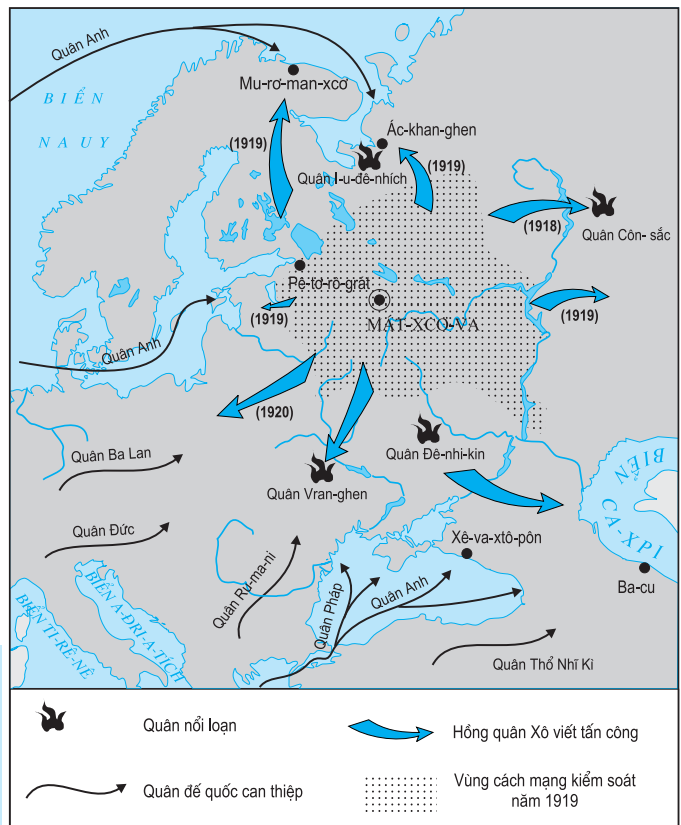 Quân Anh
Mu-rơ-man-xcơ
BIỂN
NA UY
Ác-khan-ghen
(1919)
(1919)
Quân I-u-đê-nhích
(1918)
Quân Côn- sắc
Pê-tơ-rô-grát
(1919)
MÁT-XCƠ-VA
(1919)
Quân Anh
(1920)
Quân Ba Lan
Quân Đê-nhi-kin
Quân Vran-ghen
BIỂN
CA-XPI
Quân Đức
Xê-va-xtô-pôn
Quân Ru-ma-ni
Quân Pháp
Quân Anh
Ba-cu
BIỂN TI-RÊ-NÊ
BIỂN A-ĐRI-A-TÍCH
Quân Thổ Nhĩ Kì
Quân nổi loạn
Hồng quân Xô viết tấn công
Quân đế quốc can thiệp
Vùng cách mạng kiểm soát
năm 1919